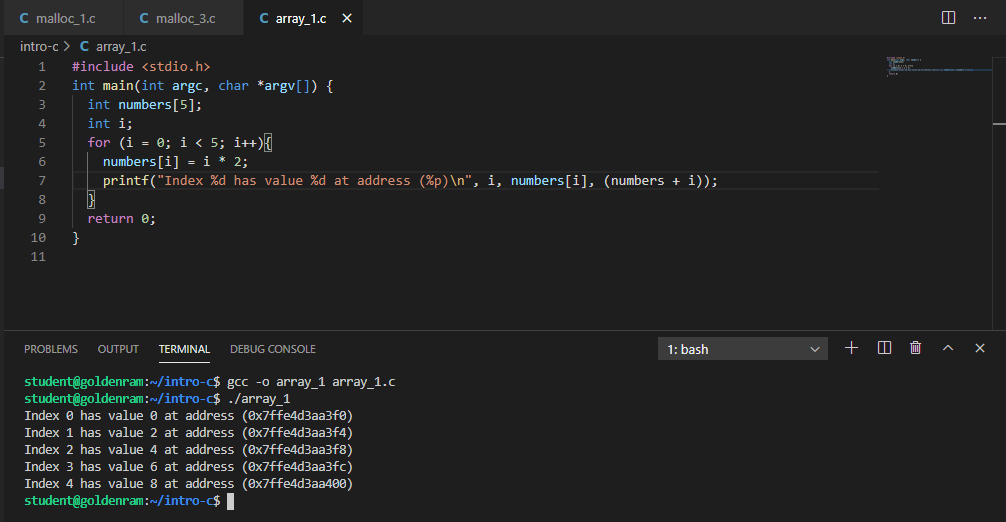 C malloc_1.c C malloc_3.c C array_1.c ×
intro-c > C array_1.c
1 #include <stdio.h>
2 int main(int argc, char *argv[]) {
3 int numbers[5];
4 int i;
5 for (i = 0; i < 5; i++){
6 numbers[i] = i * 2;
7 printf("Index %d has value %d at address (%p)\n", i, numbers[i], (numbers + i));
8 }
9 return 0;
10 }
11
PROBLEMS OUTPUT TERMINAL DEBUG CONSOLE 1: bash
student@goldenram:~/intro-c$ gcc -o array_1 array_1.c
student@goldenram:~/intro-c$ ./array_1
Index 0 has value 0 at address (0x7ffe4d3aa3f0)
Index 1 has value 2 at address (0x7ffe4d3aa3f4)
Index 2 has value 4 at address (0x7ffe4d3aa3f8)
Index 3 has value 6 at address (0x7ffe4d3aa3fc)
Index 4 has value 8 at address (0x7ffe4d3aa400)
student@goldenram:~/intro-c$